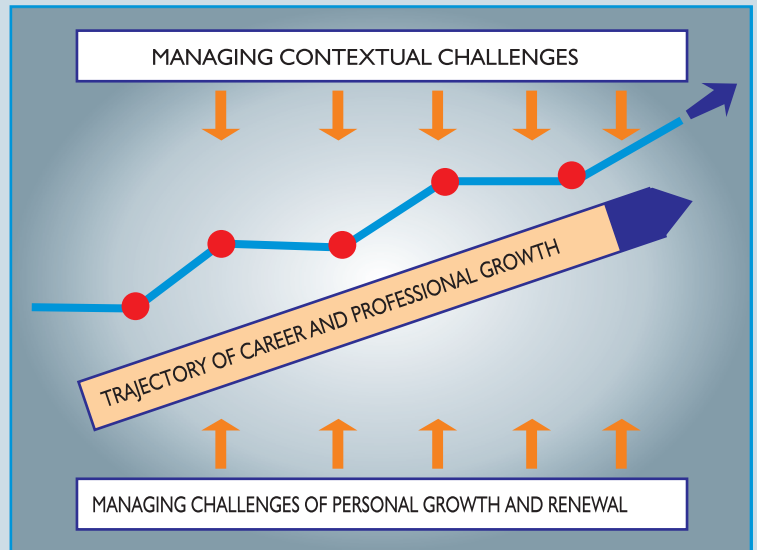 MANAGING CONTEXTUAL CHALLENGES
TRAJECTORY OF CAREER AND PROFESSIONAL GROWTH
MANAGING CHALLENGES OF PERSONAL GROWTH AND RENEWAL